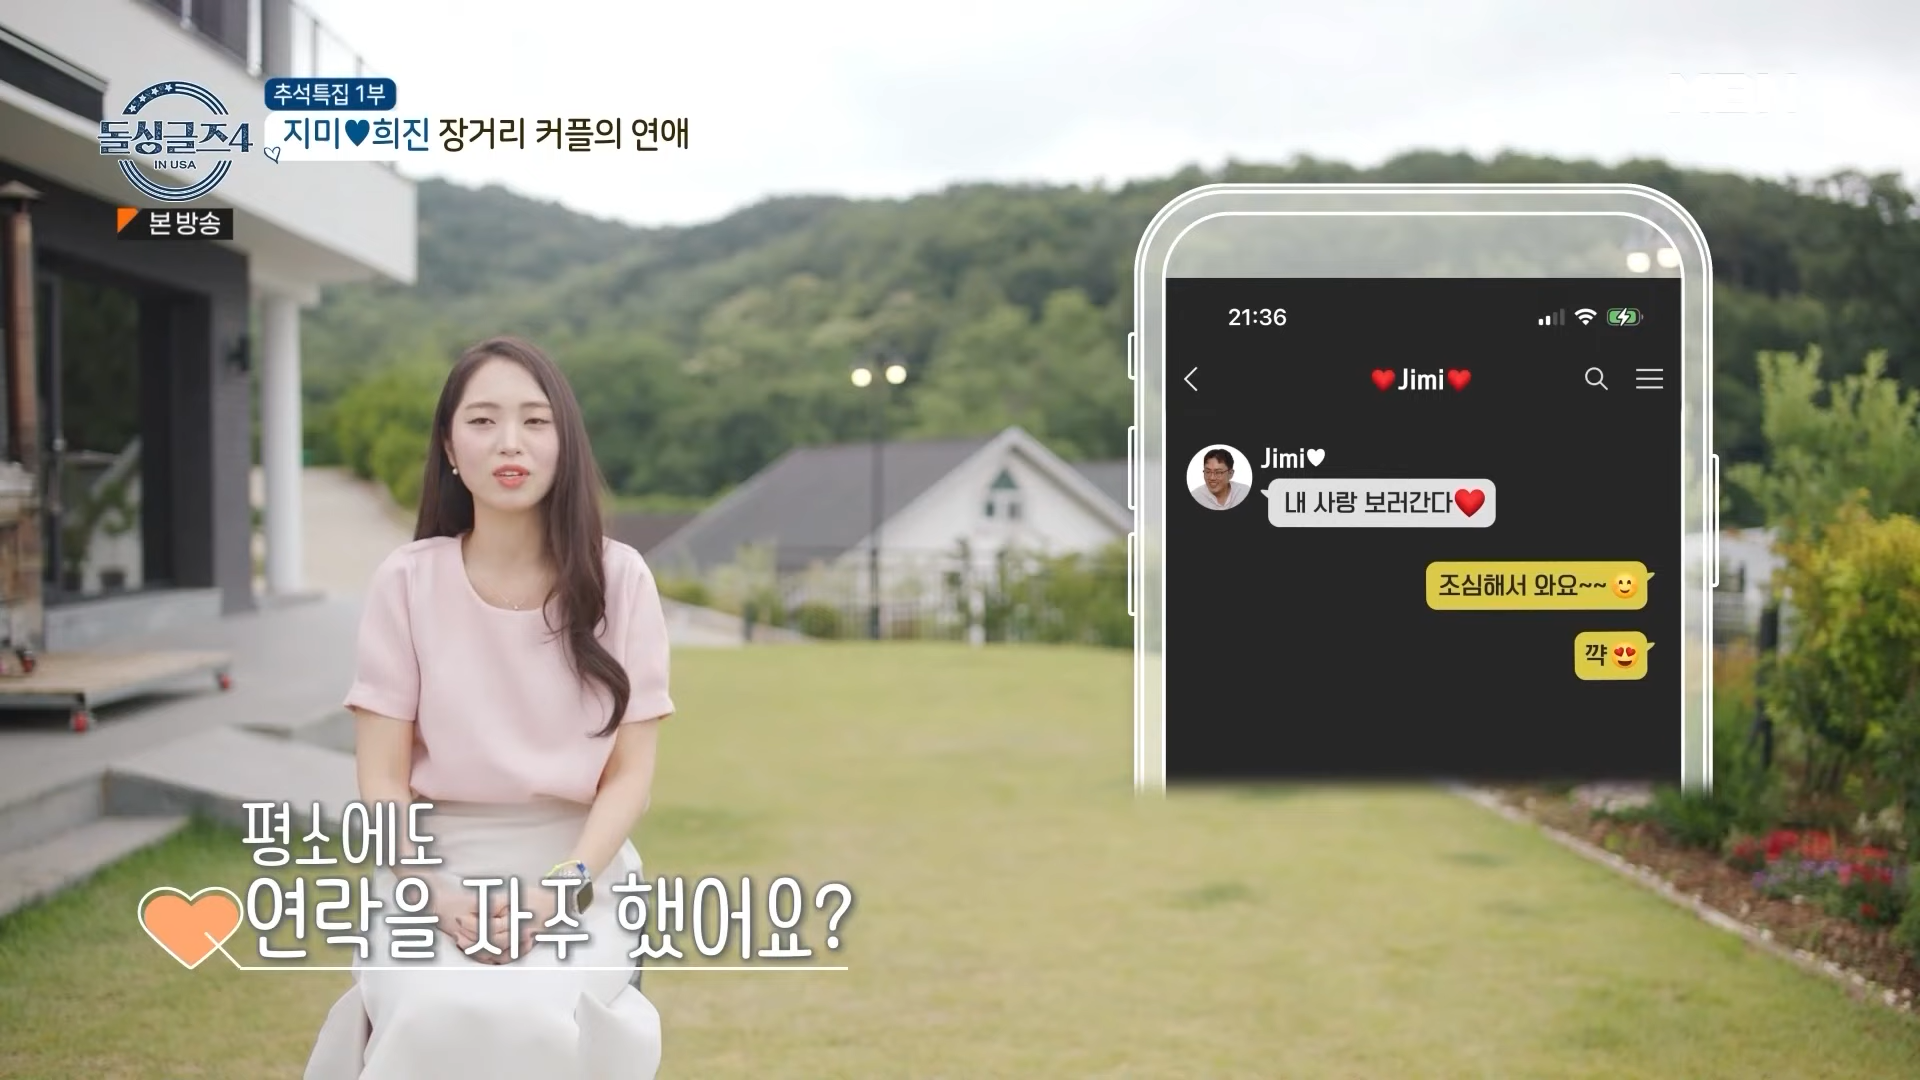 돌싱글즈4
IN USA
본방송
추석특집 1부
지미♥희진 장거리 커플의 연애
MBN
21:36
❤️Jimi❤️
Jimi♥
내 사랑 보러간다❤️
조심해서 와요~~😊
꺅😍
평소에도
연락을 자주 했어요?